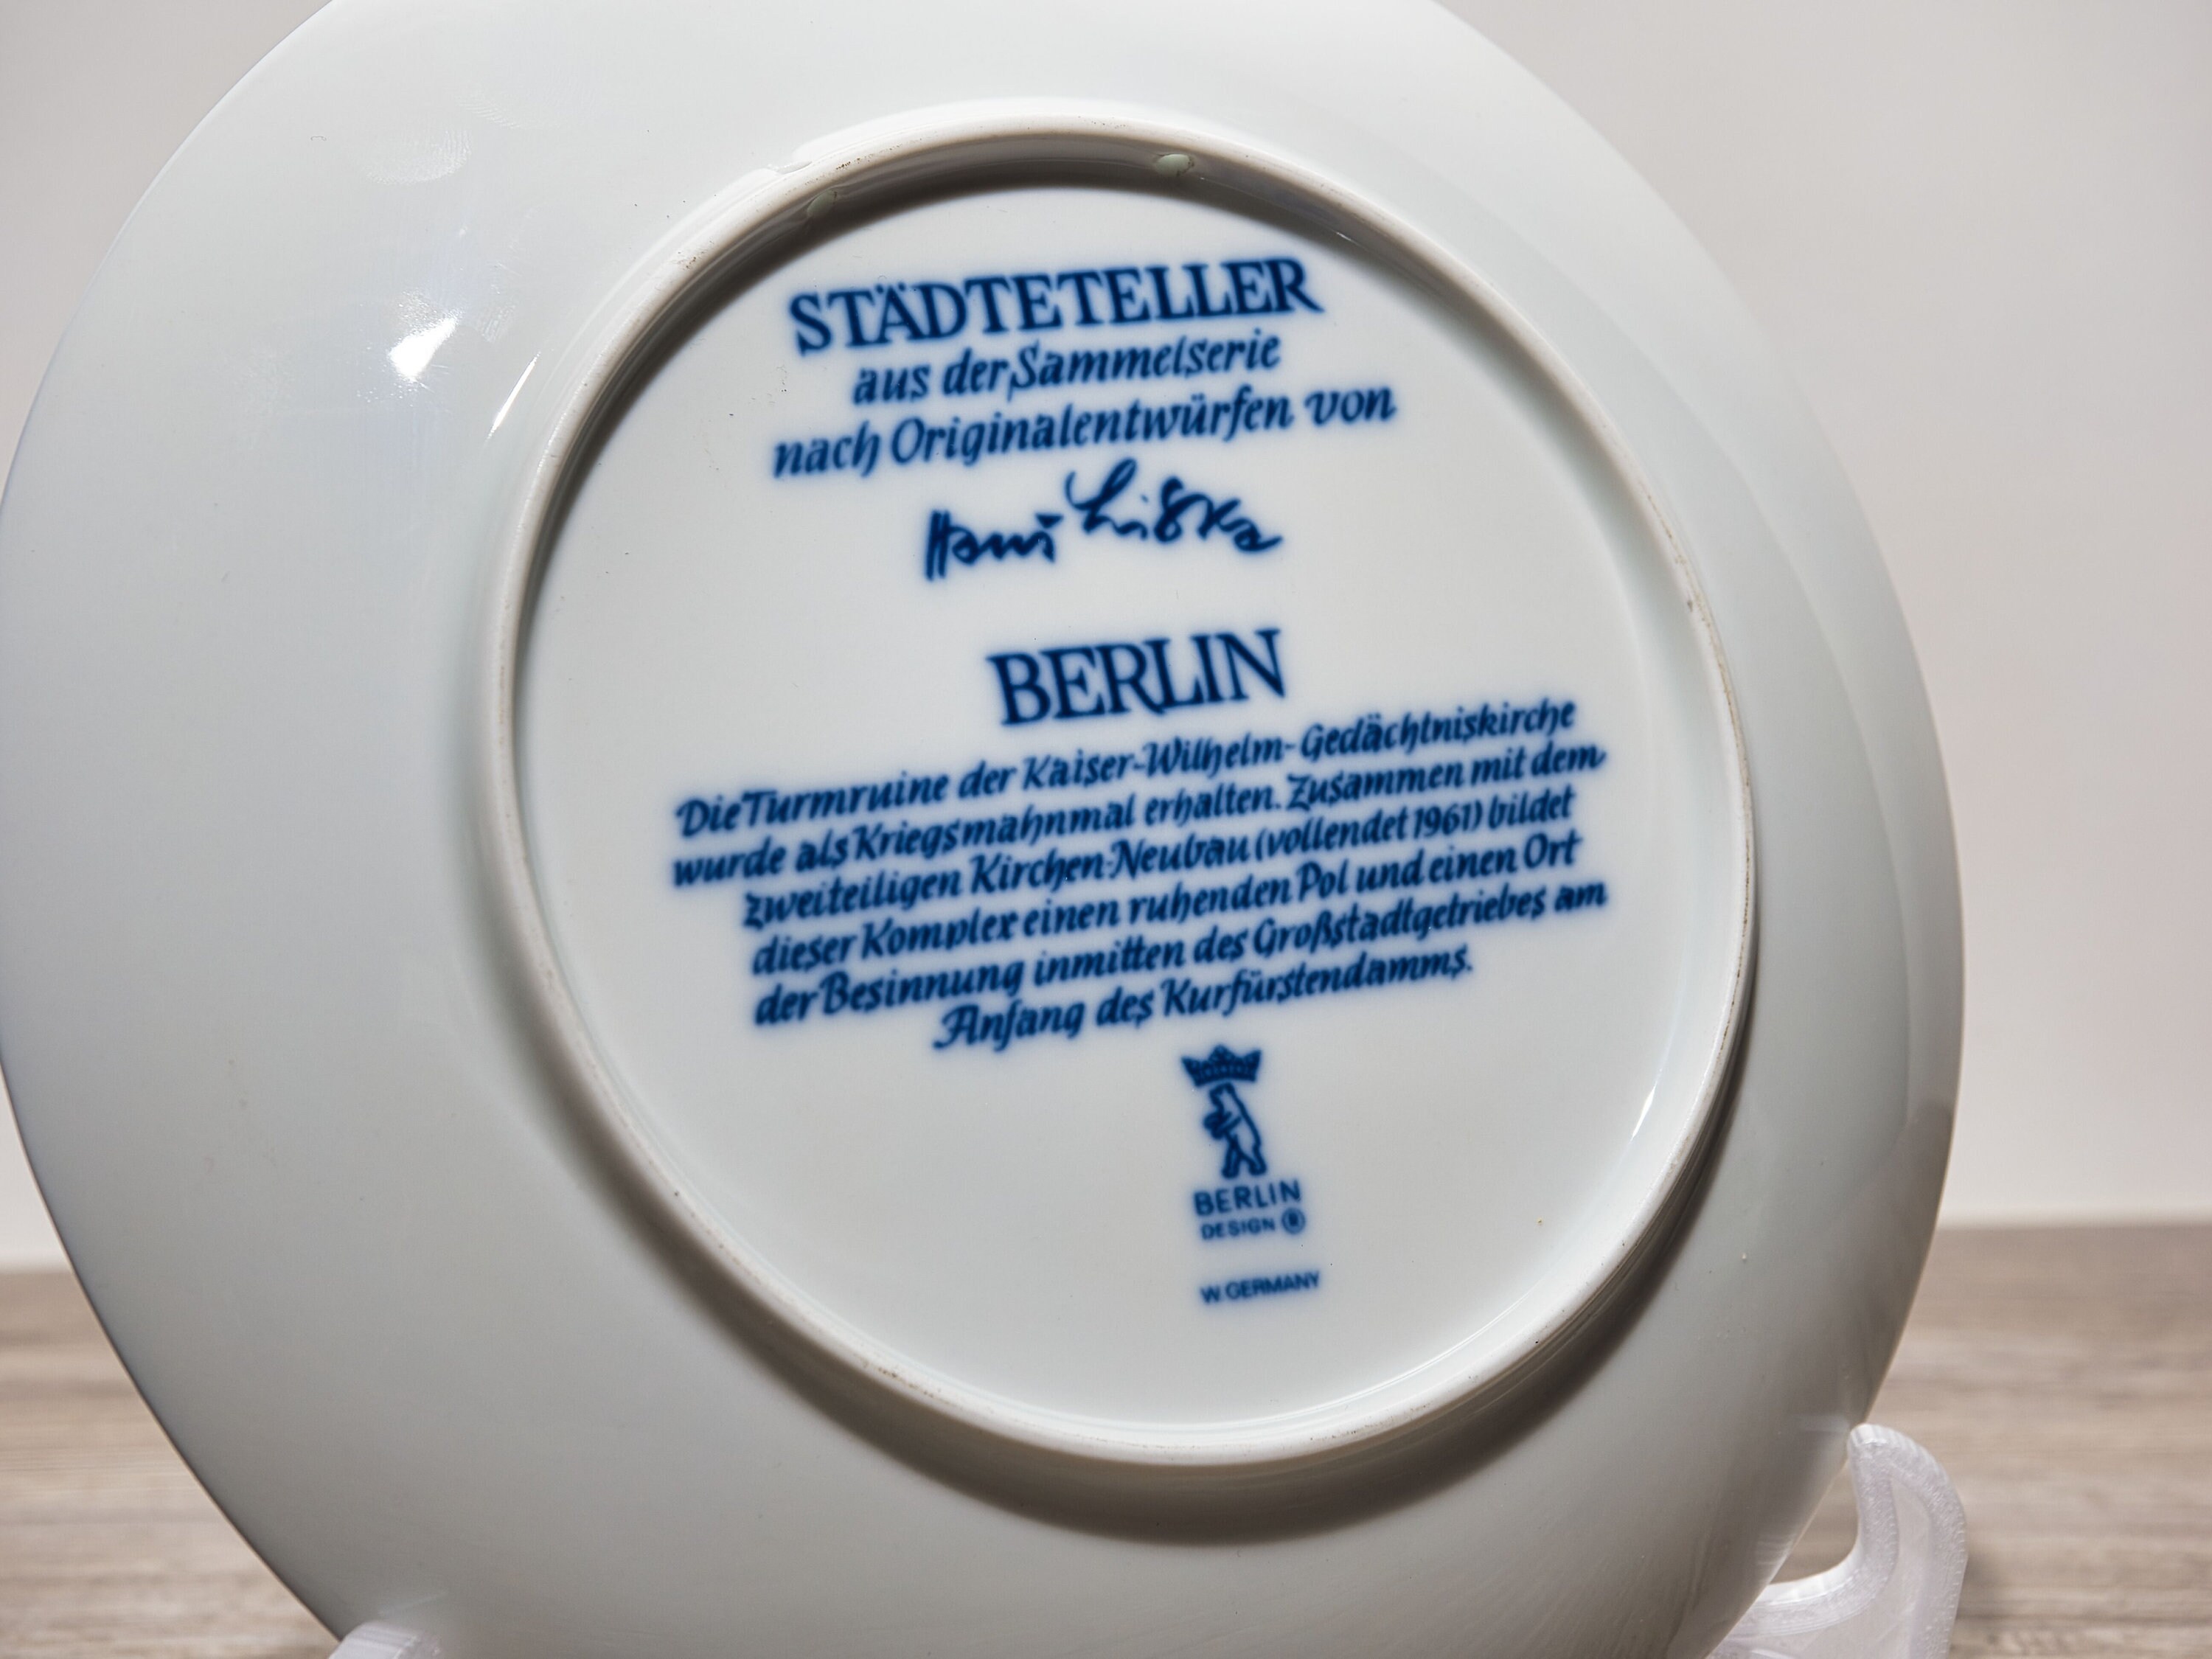 STÄDTETELLER
aus der Sammelserie
nach Originalentwürfen von
Hans Liska
BERLIN
Die Turmruine der Kaiser-Wilhelm-Gedächtniskirche
wurde als Kriegsmahnmal erhalten. Zusammen mit dem
zweiteiligen Kirchen-Neubau (vollendet 1961) bildet
dieser Komplex einen ruhenden Pol und einen Ort
der Besinnung inmitten des Großstadtgetriebes am
Anfang des Kurfürstendamms.
BERLIN
DESIGN ®
W. GERMANY